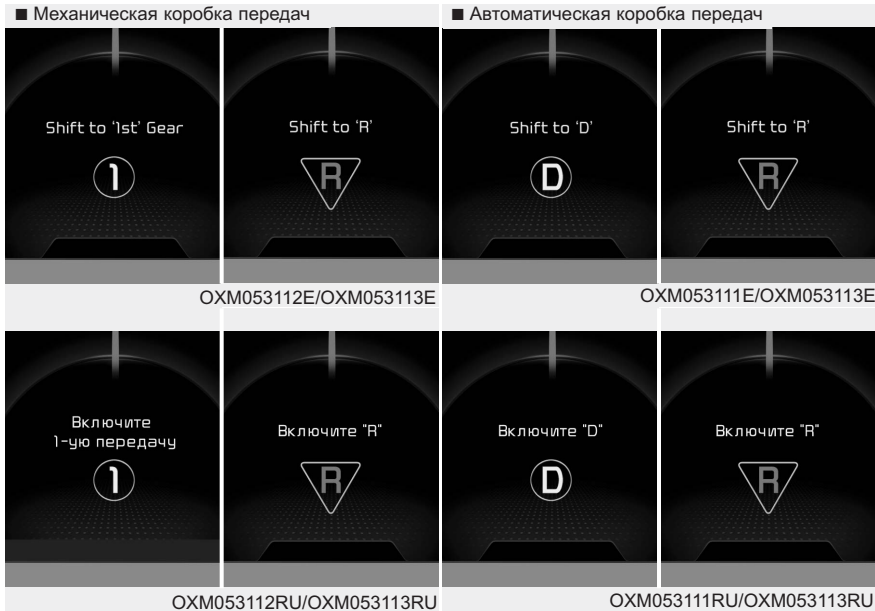 ■ Механическая коробка передач
■ Автоматическая коробка передач
Shift to '1st' Gear
1
Shift to 'R'
R
Shift to 'D'
D
Shift to 'R'
R
OXM053112E/OXM053113E
OXM053111E/OXM053113E
Включите
1-ую передачу
1
Включите "R"
R
Включите "D"
D
Включите "R"
R
OXM053112RU/OXM053113RU
OXM053111RU/OXM053113RU